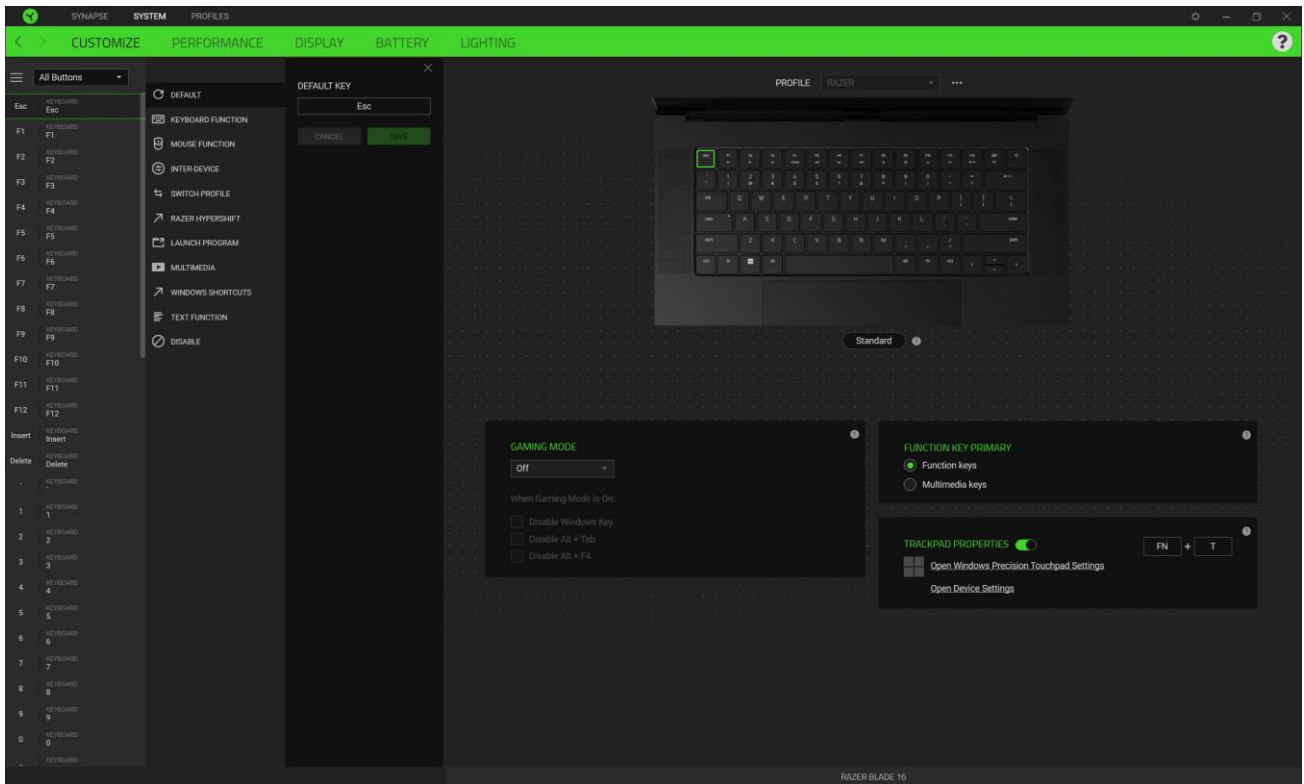 SYNAPSE SYSTEM PROFILES
CUSTOMIZE PERFORMANCE DISPLAY BATTERY LIGHTING ?
All Buttons
Esc KEYBOARD Esc
F1 KEYBOARD F1
F2 KEYBOARD F2
F3 KEYBOARD F3
F4 KEYBOARD F4
F5 KEYBOARD F5
F6 KEYBOARD F6
F7 KEYBOARD F7
F8 KEYBOARD F8
F9 KEYBOARD F9
F10 KEYBOARD F10
F11 KEYBOARD F11
F12 KEYBOARD F12
Insert KEYBOARD Insert
Delete KEYBOARD Delete
KEYBOARD
1 KEYBOARD 1
2 KEYBOARD 2
3 KEYBOARD 3
4 KEYBOARD 4
5 KEYBOARD 5
6 KEYBOARD 6
7 KEYBOARD 7
8 KEYBOARD 8
9 KEYBOARD 9
0 KEYBOARD 0
KEYBOARD
DEFAULT
KEYBOARD FUNCTION
MOUSE FUNCTION
INTER-DEVICE
SWITCH PROFILE
RAZER HYPERSHIFT
LAUNCH PROGRAM
MULTIMEDIA
WINDOWS SHORTCUTS
TEXT FUNCTION
DISABLE
DEFAULT KEY
Esc
CANCEL SAVE
PROFILE RAZER
Standard
GAMING MODE
Off
When Gaming Mode is On:
Disable Windows Key
Disable Alt + Tab
Disable Alt + F4
FUNCTION KEY PRIMARY
Function keys
Multimedia keys
TRACKPAD PROPERTIES FN + T
Open Windows Precision Touchpad Settings
Open Device Settings
RAZER BLADE 16